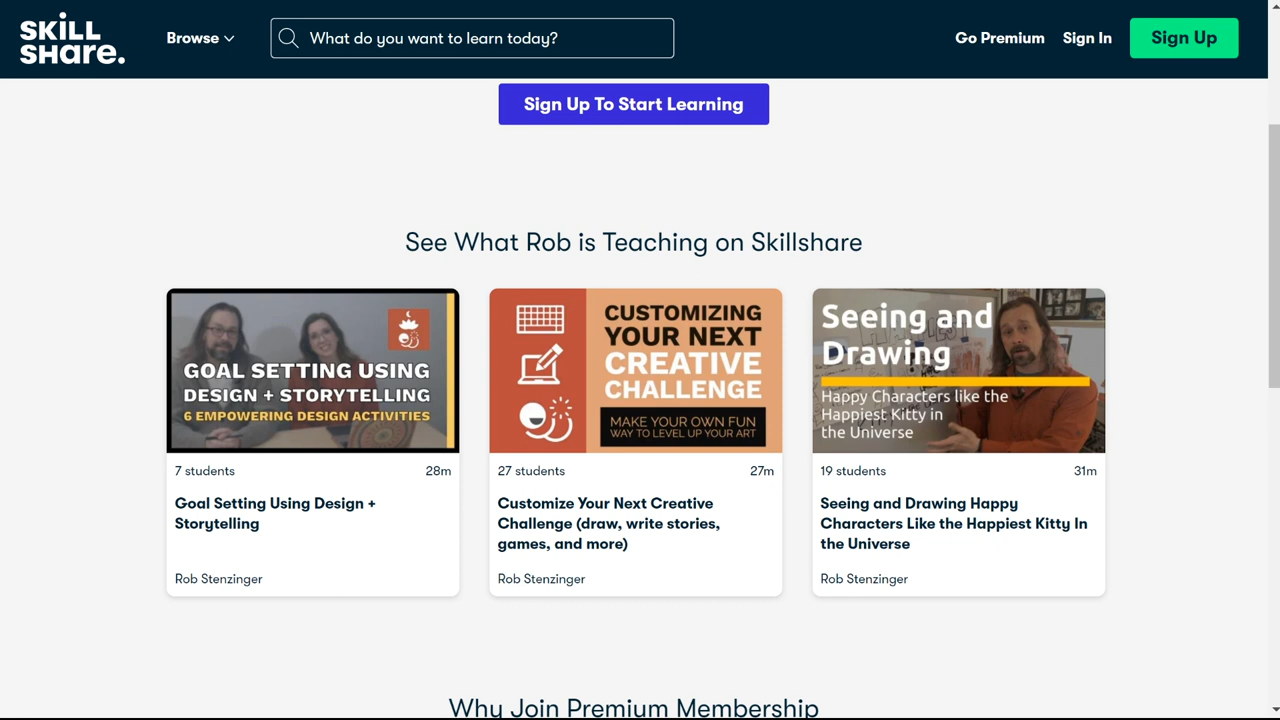 SKILL
SHARE.
Browse
What do you want to learn today?
Go Premium
Sign In
Sign Up
Sign Up To Start Learning
See What Rob is Teaching on Skillshare
GOAL SETTING USING
DESIGN + STORYTELLING
6 EMPOWERING DESIGN ACTIVITIES
7 students
28m
Goal Setting Using Design +
Storytelling
Rob Stenzinger
CUSTOMIZING
YOUR NEXT
CREATIVE
CHALLENGE
MAKE YOUR OWN FUN
WAY TO LEVEL UP YOUR ART
27 students
27m
Customize Your Next Creative
Challenge (draw, write stories,
games, and more)
Rob Stenzinger
Seeing and
Drawing
Happy Characters like the
Happiest Kitty in
the Universe
19 students
31m
Seeing and Drawing Happy
Characters Like the Happiest Kitty In
the Universe
Rob Stenzinger
Why Join Premium Membership